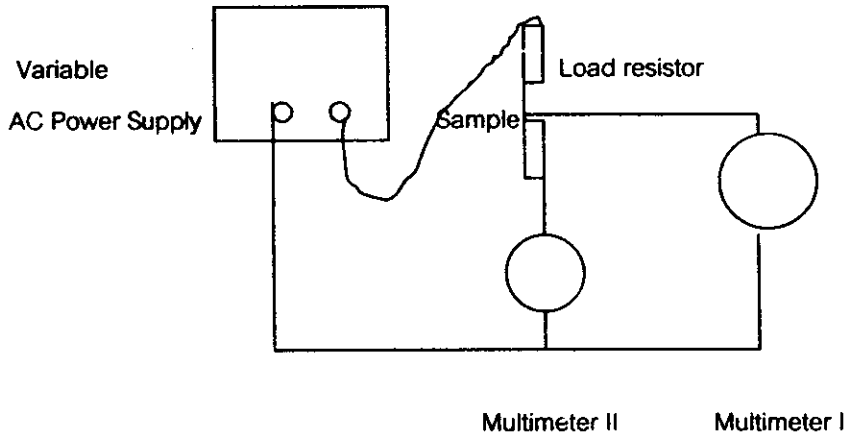 Variable
AC Power Supply
Load resistor
Sample
Multimeter II
Multimeter I